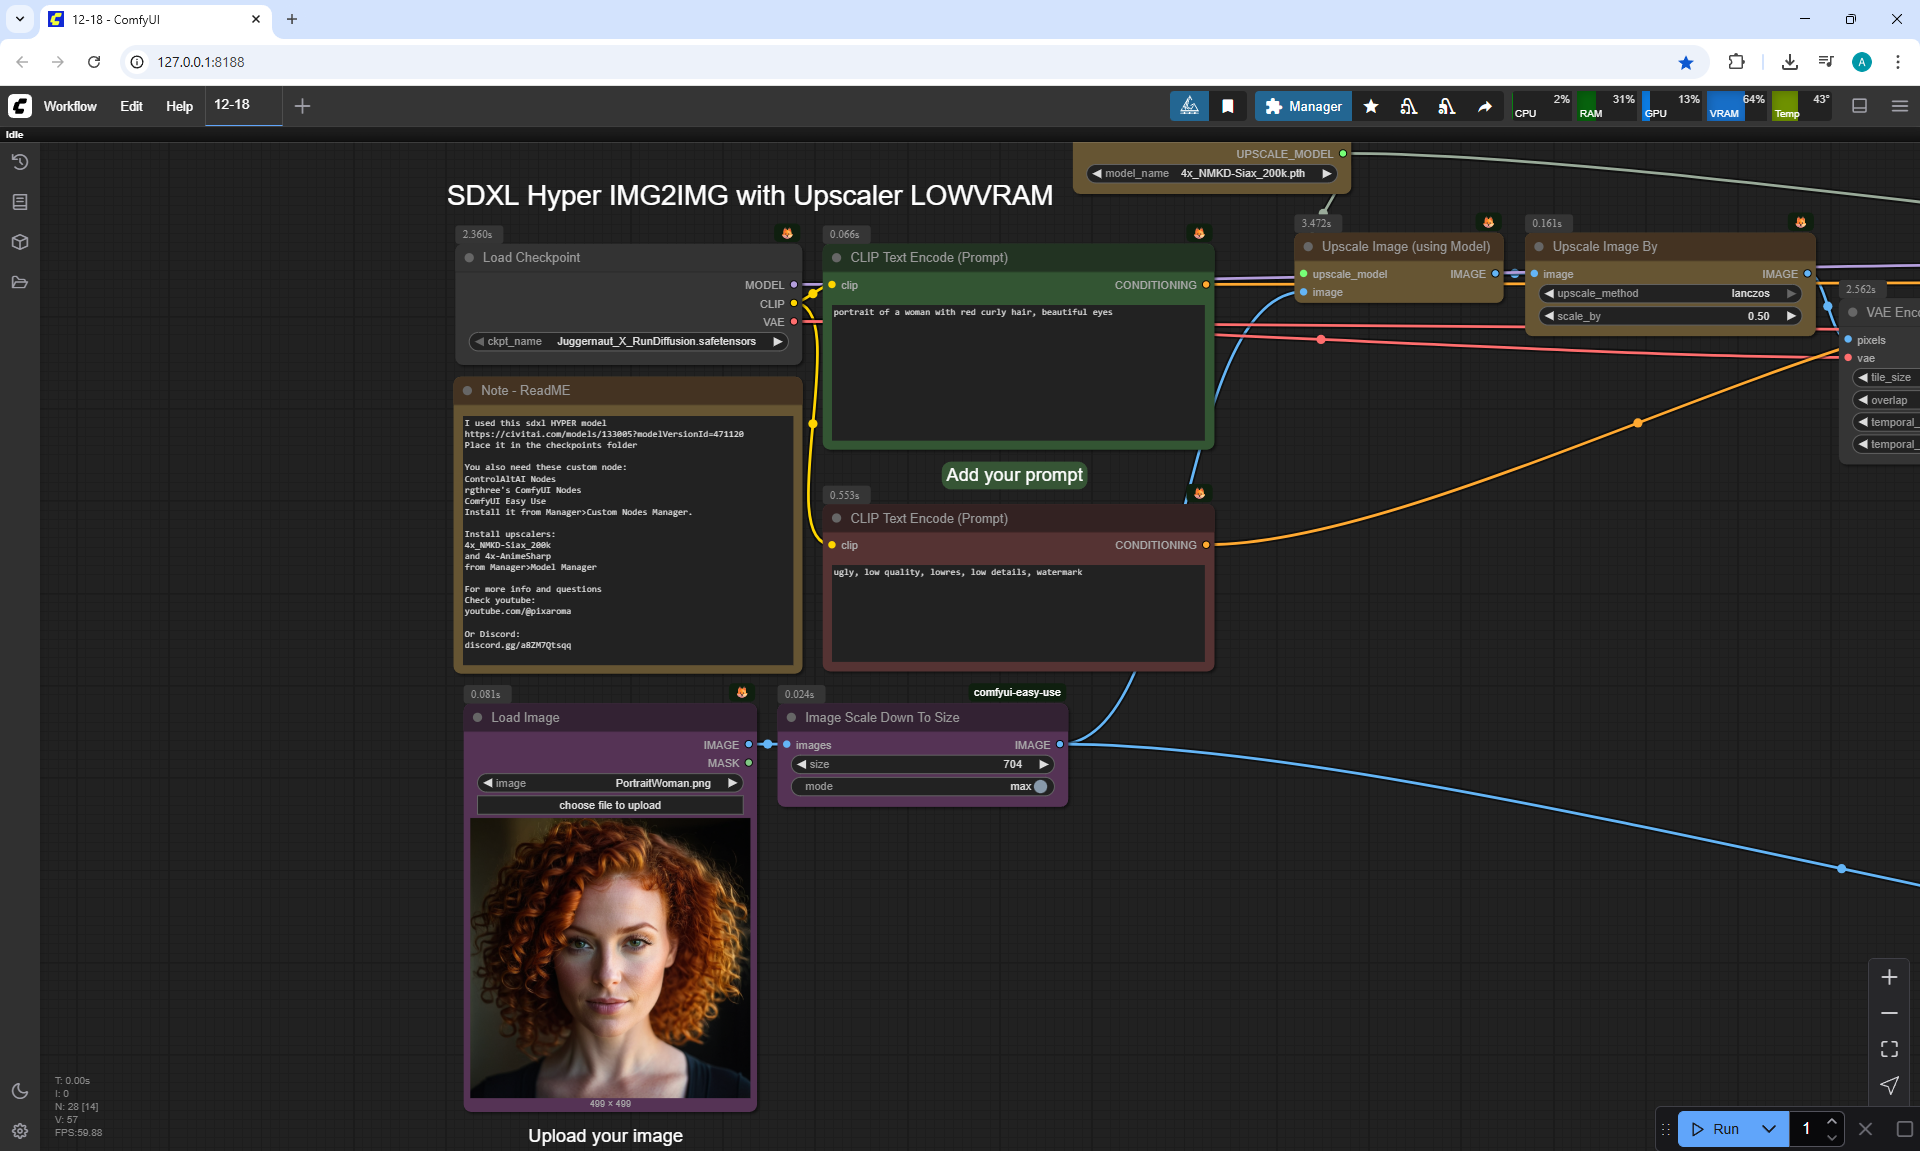 12-18 - ComfyUI
127.0.0.1:8188
A
Workflow
Edit
Help
12-18
Manager
CPU 2%
RAM 31%
GPU 13%
VRAM 64%
Temp 43°
Idle
UPSCALE_MODEL
model_name 4x_NMKD-Siax_200k.pth
SDXL Hyper IMG2IMG with Upscaler LOWVRAM
2.360s
Load Checkpoint
MODEL
CLIP
VAE
ckpt_name Juggernaut_X_RunDiffusion.safetensors
0.066s
CLIP Text Encode (Prompt)
clip CONDITIONING
portrait of a woman with red curly hair, beautiful eyes
3.472s
Upscale Image (using Model)
upscale_model IMAGE
image
0.161s
Upscale Image By
image IMAGE
upscale_method lanczos
scale_by 0.50
2.562s
VAE Enco
pixels
vae
tile_size
overlap
temporal_
temporal_
Note - ReadME
I used this sdxl HYPER model
https://civitai.com/models/133005?modelVersionId=471120
Place it in the checkpoints folder
You also need these custom node:
ControlAltAI Nodes
rgthree's ComfyUI Nodes
ComfyUI Easy Use
Install it from Manager>Custom Nodes Manager.
Install upscalers:
4x_NMKD-Siax_200k
and 4x-AnimeSharp
from Manager>Model Manager
For more info and questions
Check youtube:
youtube.com/@pixaroma
Or Discord:
discord.gg/a8ZM7Qtsqq
Add your prompt
0.553s
CLIP Text Encode (Prompt)
clip CONDITIONING
ugly, low quality, lowres, low details, watermark
0.081s
Load Image
IMAGE
MASK
image PortraitWoman.png
choose file to upload
499 × 499
Upload your image
0.024s
comfyui-easy-use
Image Scale Down To Size
images IMAGE
size 704
mode max
T: 0.00s
I: 0
N: 28 [14]
V: 57
FPS:59.88
Run
1